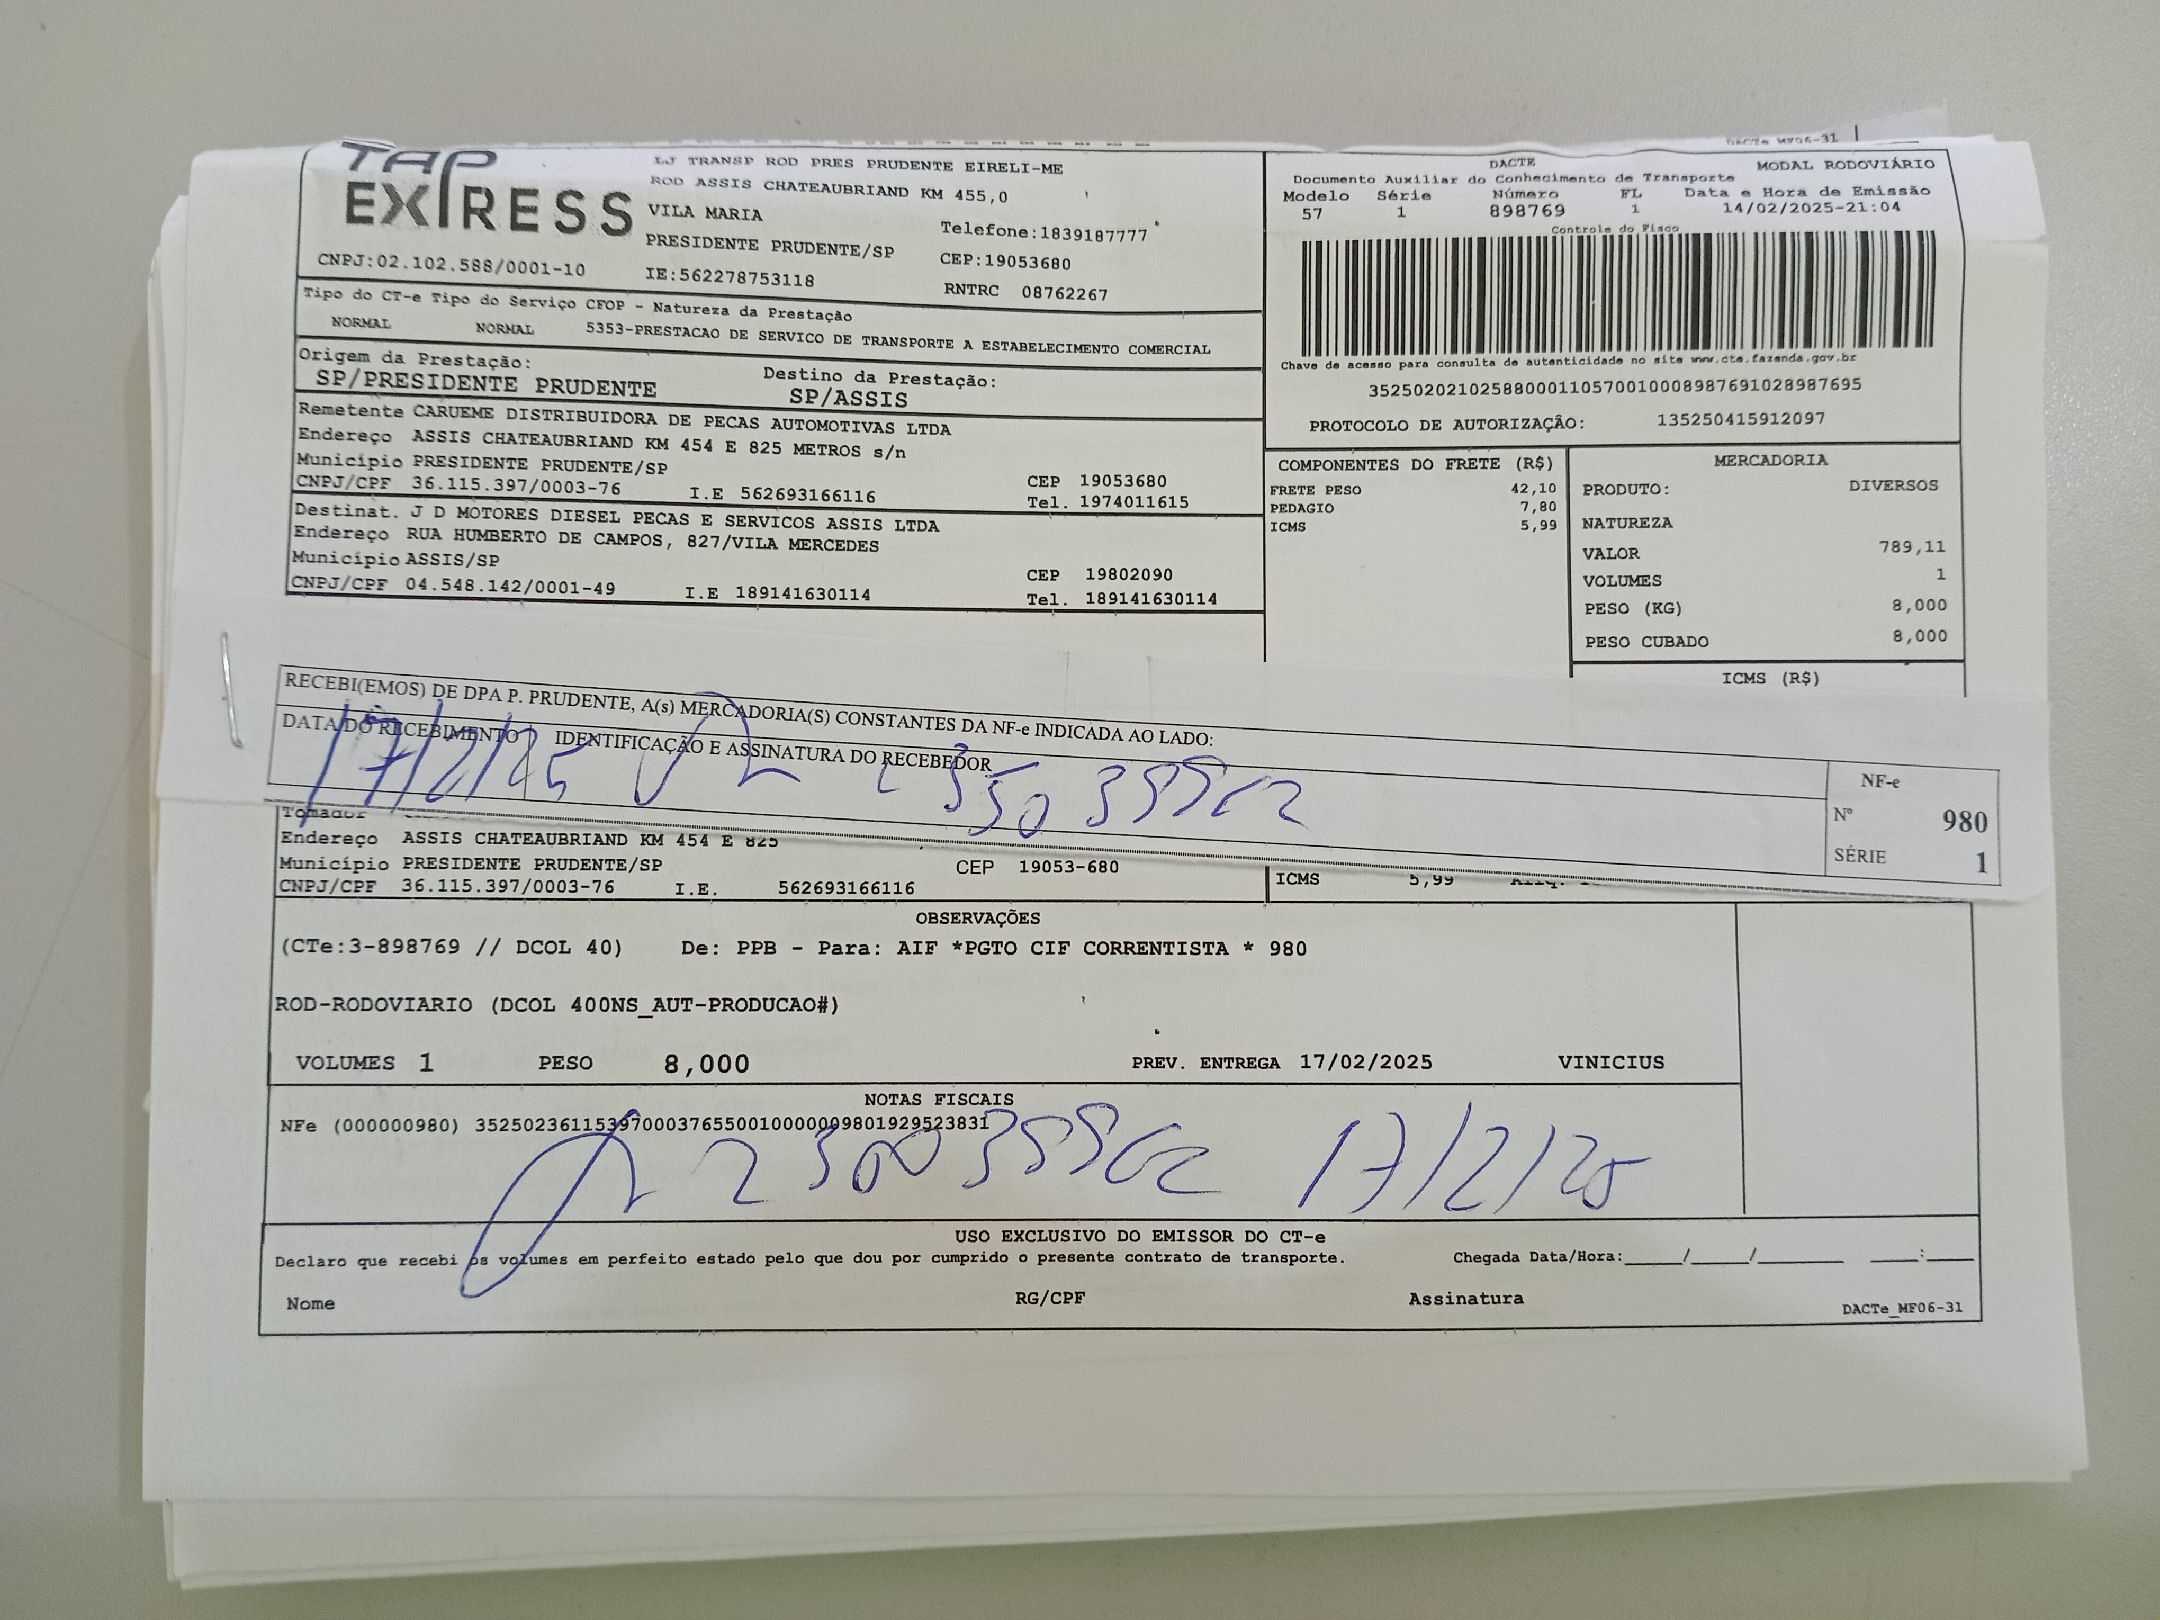 DACTe MF06-31
TAP
EXPRESS
LJ TRANSP ROD PRES PRUDENTE EIRELI-ME
ROD ASSIS CHATEAUBRIAND KM 455,0
VILA MARIA
Telefone:1839187777
PRESIDENTE PRUDENTE/SP
CEP:19053680
CNPJ:02.102.588/0001-10
IE:562278753118
RNTRC 08762267
DACTE
MODAL RODOVIÁRIO
Documento Auxiliar do Conhecimento de Transporte
Modelo Série Número FL Data e Hora de Emissão
57 1 898769 1 14/02/2025-21:04
Controle do Fisco
Chave de acesso para consulta de autenticidade no site www.cte.fazenda.gov.br
35250202102588000110570010008987691028987695
PROTOCOLO DE AUTORIZAÇÃO: 135250415912097
Tipo do CT-e Tipo do Serviço CFOP - Natureza da Prestação
NORMAL NORMAL 5353-PRESTACAO DE SERVICO DE TRANSPORTE A ESTABELECIMENTO COMERCIAL
Origem da Prestação: Destino da Prestação:
SP/PRESIDENTE PRUDENTE SP/ASSIS
Remetente CARUEME DISTRIBUIDORA DE PECAS AUTOMOTIVAS LTDA
Endereço ASSIS CHATEAUBRIAND KM 454 E 825 METROS s/n
Município PRESIDENTE PRUDENTE/SP CEP 19053680
CNPJ/CPF 36.115.397/0003-76 I.E 562693166116 Tel. 1974011615
Destinat. J D MOTORES DIESEL PECAS E SERVICOS ASSIS LTDA
Endereço RUA HUMBERTO DE CAMPOS, 827/VILA MERCEDES
Município ASSIS/SP CEP 19802090
CNPJ/CPF 04.548.142/0001-49 I.E 189141630114 Tel. 189141630114
COMPONENTES DO FRETE (R$)
FRETE PESO 42,10
PEDAGIO 7,80
ICMS 5,99
MERCADORIA
PRODUTO: DIVERSOS
NATUREZA
VALOR 789,11
VOLUMES 1
PESO (KG) 8,000
PESO CUBADO 8,000
ICMS (R$)
RECEBI(EMOS) DE DPA P. PRUDENTE, A(s) MERCADORIA(S) CONSTANTES DA NF-e INDICADA AO LADO:
DATA DO RECEBIMENTO IDENTIFICAÇÃO E ASSINATURA DO RECEBEDOR
17/2/25
NF-e
Nº 980
SÉRIE 1
Tomador
Endereço ASSIS CHATEAUBRIAND KM 454 E 825
Município PRESIDENTE PRUDENTE/SP CEP 19053-680
CNPJ/CPF 36.115.397/0003-76 I.E. 562693166116
ICMS 5,99
OBSERVAÇÕES
(CTe:3-898769 // DCOL 40) De: PPB - Para: AIF *PGTO CIF CORRENTISTA * 980
ROD-RODOVIARIO (DCOL 400NS_AUT-PRODUCAO#)
VOLUMES 1 PESO 8,000 PREV. ENTREGA 17/02/2025 VINICIUS
NOTAS FISCAIS
NFe (000000980) 35250236115397000376550010000009801929523831
17/2/25
USO EXCLUSIVO DO EMISSOR DO CT-e
Declaro que recebi os volumes em perfeito estado pelo que dou por cumprido o presente contrato de transporte. Chegada Data/Hora:_____/_____/_______ ____:____
Nome RG/CPF Assinatura DACTe_MF06-31